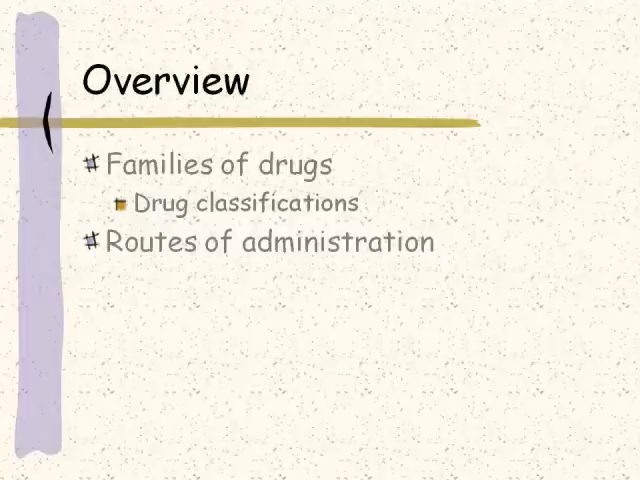 Overview
Families of drugs
Drug classifications
Routes of administration